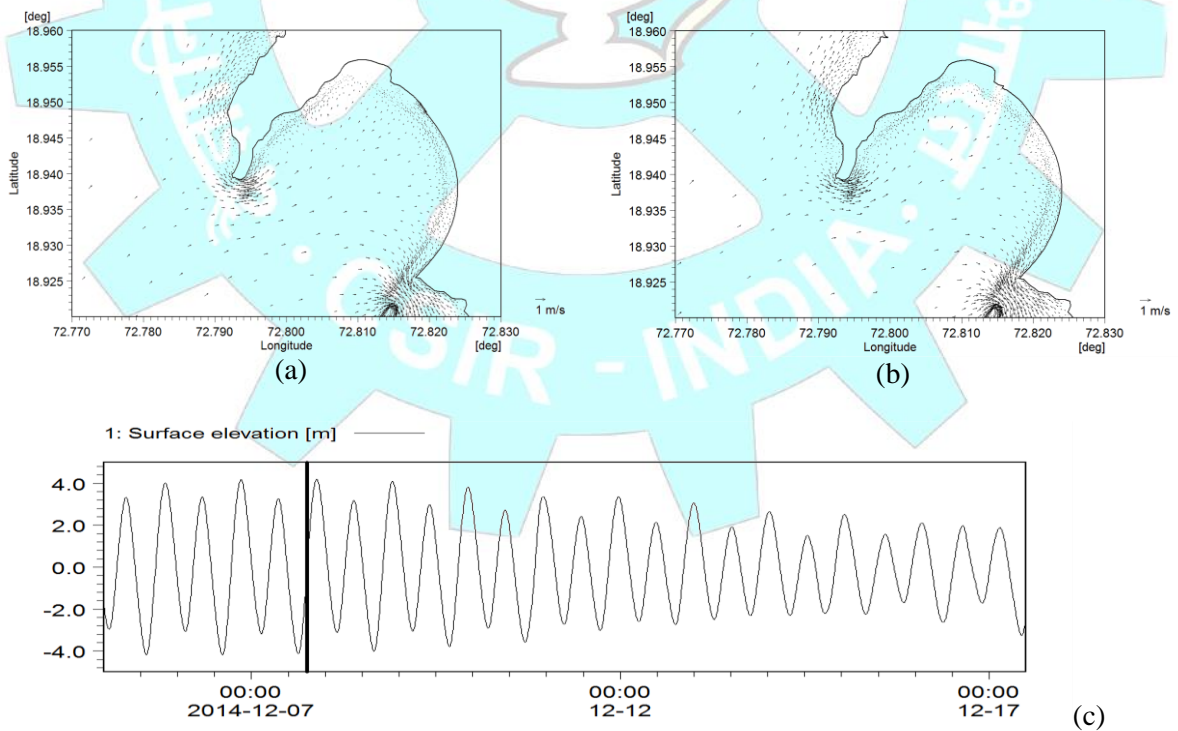 [deg]
18.960
18.955
18.950
18.945
18.940
18.935
18.930
18.925
Latitude
72.770 72.780 72.790 72.800 72.810 72.820 72.830
Longitude [deg]
1 m/s
(a)
[deg]
18.960
18.955
18.950
18.945
18.940
18.935
18.930
18.925
Latitude
72.770 72.780 72.790 72.800 72.810 72.820 72.830
Longitude [deg]
1 m/s
(b)
CSIR - INDIA
1: Surface elevation [m]
4.0
2.0
0.0
-2.0
-4.0
00:00 00:00 00:00
2014-12-07 12-12 12-17
(c)